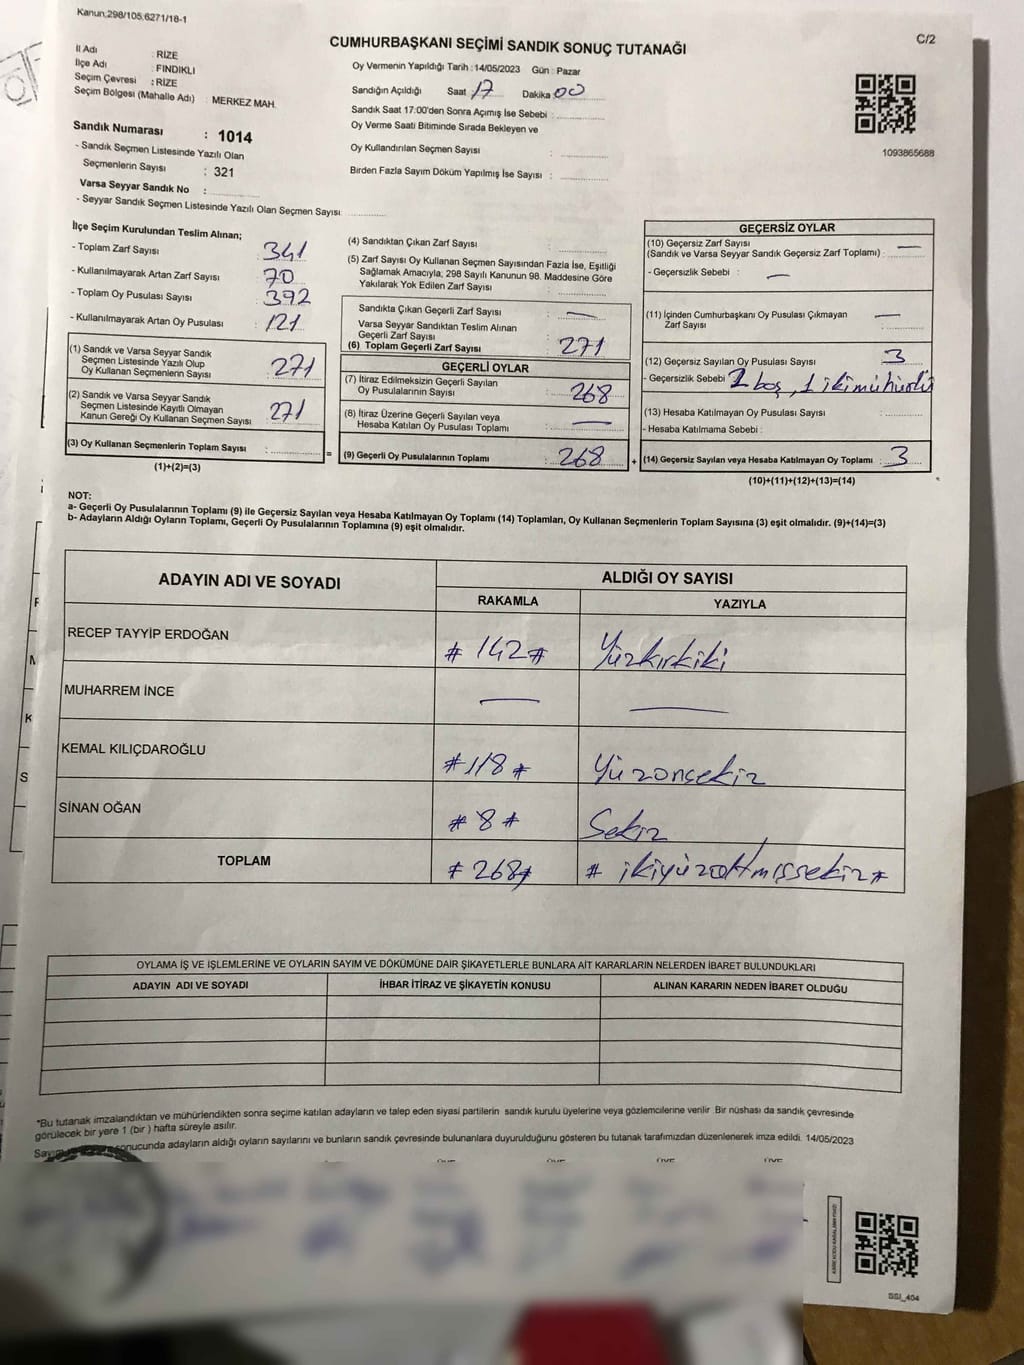 Kanun:298/105,6271/18-1
C/2
CUMHURBAŞKANI SEÇİMİ SANDIK SONUÇ TUTANAĞI
İl Adı : RİZE
İlçe Adı : FINDIKLI
Seçim Çevresi : RİZE
Seçim Bölgesi (Mahalle Adı) : MERKEZ MAH.
Sandık Numarası : 1014
- Sandık Seçmen Listesinde Yazılı Olan
Seçmenlerin Sayısı : 321
Varsa Seyyar Sandık No :
- Seyyar Sandık Seçmen Listesinde Yazılı Olan Seçmen Sayısı
Oy Vermenin Yapıldığı Tarih : 14/05/2023 Gün : Pazar
Sandığın Açıldığı Saat 17 Dakika 00
Sandık Saat 17:00'den Sonra Açımış İse Sebebi :
Oy Verme Saati Bitiminde Sırada Bekleyen ve
Oy Kullandırılan Seçmen Sayısı :
Birden Fazla Sayım Döküm Yapılmış İse Sayısı :
1093865688
İlçe Seçim Kurulundan Teslim Alınan;
- Toplam Zarf Sayısı : 341
- Kullanılmayarak Artan Zarf Sayısı : 70
- Toplam Oy Pusulası Sayısı : 392
- Kullanılmayarak Artan Oy Pusulası : 121
(1) Sandık ve Varsa Seyyar Sandık
Seçmen Listesinde Yazılı Olup
Oy Kullanan Seçmenlerin Sayısı : 271
(2) Sandık ve Varsa Seyyar Sandık
Seçmen Listesinde Kayıtlı Olmayan
Kanun Gereği Oy Kullanan Seçmen Sayısı : 271
(3) Oy Kullanan Seçmenlerin Toplam Sayısı :
(1)+(2)=(3)
(4) Sandıktan Çıkan Zarf Sayısı :
(5) Zarf Sayısı Oy Kullanan Seçmen Sayısından Fazla İse, Eşitliği
Sağlamak Amacıyla, 298 Sayılı Kanunun 98. Maddesine Göre
Yakılarak Yok Edilen Zarf Sayısı :
Sandıkta Çıkan Geçerli Zarf Sayısı : —
Varsa Seyyar Sandıktan Teslim Alınan
Geçerli Zarf Sayısı :
(6) Toplam Geçerli Zarf Sayısı : 271
GEÇERLİ OYLAR
(7) İtiraz Edilmeksizin Geçerli Sayılan
Oy Pusulalarının Sayısı : 268
(8) İtiraz Üzerine Geçerli Sayılan veya
Hesaba Katılan Oy Pusulası Toplamı : —
= (9) Geçerli Oy Pusulalarının Toplamı : 268
GEÇERSİZ OYLAR
(10) Geçersiz Zarf Sayısı —
(Sandık ve Varsa Seyyar Sandık Geçersiz Zarf Toplamı) :
- Geçersizlik Sebebi : —
(11) İçinden Cumhurbaşkanı Oy Pusulası Çıkmayan
Zarf Sayısı : —
(12) Geçersiz Sayılan Oy Pusulası Sayısı : 3
- Geçersizlik Sebebi : 2 boş, 1 iki mühürlü
(13) Hesaba Katılmayan Oy Pusulası Sayısı :
- Hesaba Katılmama Sebebi :
+ (14) Geçersiz Sayılan veya Hesaba Katılmayan Oy Toplamı : 3
(10)+(11)+(12)+(13)=(14)
NOT:
a- Geçerli Oy Pusulalarının Toplamı (9) ile Geçersiz Sayılan veya Hesaba Katılmayan Oy Toplamı (14) Toplamları, Oy Kullanan Seçmenlerin Toplam Sayısına (3) eşit olmalıdır. (9)+(14)=(3)
b- Adayların Aldığı Oyların Toplamı, Geçerli Oy Pusulalarının Toplamına (9) eşit olmalıdır.
ADAYIN ADI VE SOYADI ALDIĞI OY SAYISI
RAKAMLA YAZIYLA
RECEP TAYYİP ERDOĞAN # 142 # Yüzkırkiki
MUHARREM İNCE — —
KEMAL KILIÇDAROĞLU # 118 # Yüzonsekiz
SİNAN OĞAN # 8 # Sekiz
TOPLAM # 268 # # ikiyüzaltmışsekiz #
OYLAMA İŞ VE İŞLEMLERİNE VE OYLARIN SAYIM VE DÖKÜMÜNE DAİR ŞİKAYETLERLE BUNLARA AİT KARARLARIN NELERDEN İBARET BULUNDUKLARI
ADAYIN ADI VE SOYADI İHBAR İTİRAZ VE ŞİKAYETİN KONUSU ALINAN KARARIN NEDEN İBARET OLDUĞU
*Bu tutanak imzalandıktan ve mühürlendikten sonra seçime katılan adayların ve talep eden siyasi partilerin sandık kurulu üyelerine veya gözlemcilerine verilir. Bir nüshası da sandık çevresinde
görülecek bir yere 1 (bir ) hafta süreyle asılır.
sonucunda adayların aldığı oyların sayılarını ve bunların sandık çevresinde bulunanlara duyurulduğunu gösteren bu tutanak tarafımızdan düzenlenerek imza edildi. 14/05/2023
SSI_404